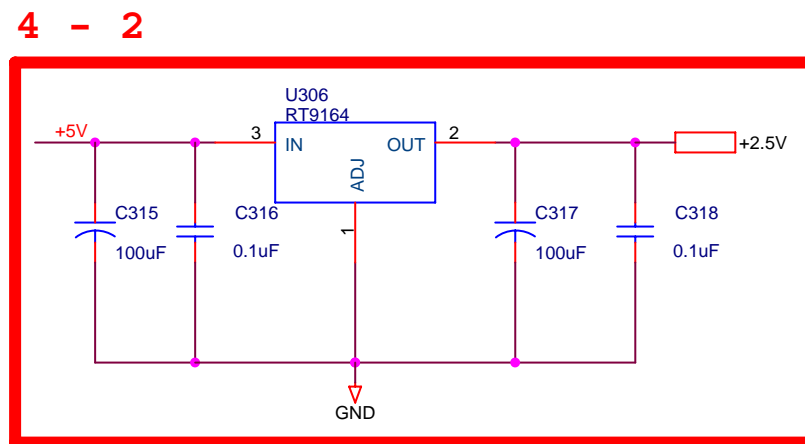 4 - 2
U306
RT9164
+5V
3
IN
OUT
2
ADJ
1
+2.5V
C315
100uF
C316
0.1uF
C317
100uF
C318
0.1uF
GND